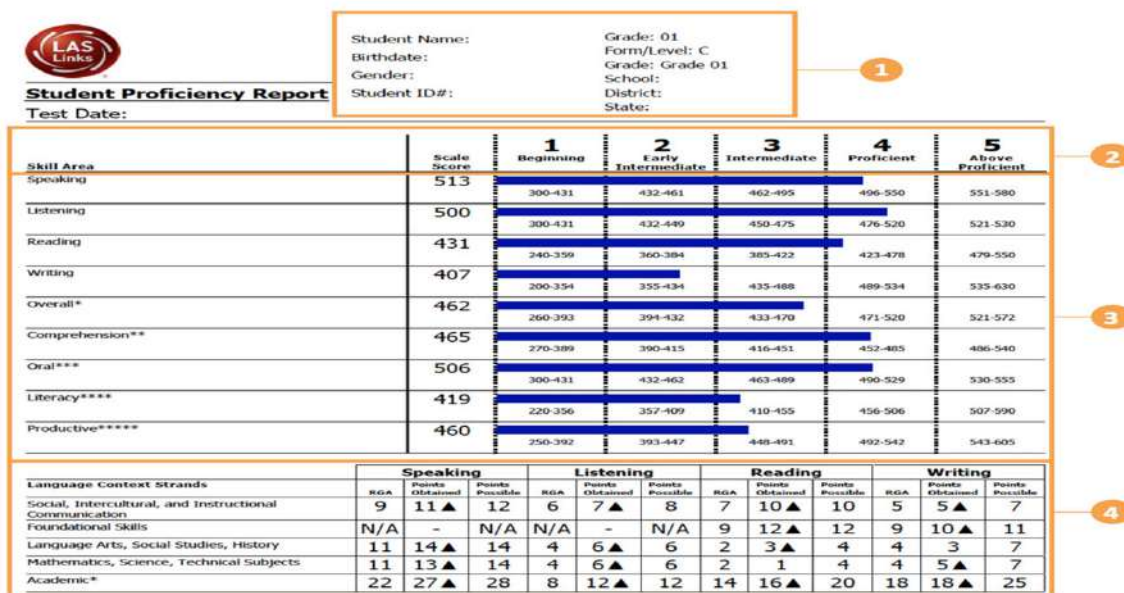 LAS
Links
Student Proficiency Report
Test Date:
Student Name:
Birthdate:
Gender:
Student ID#:
Grade: 01
Form/Level: C
Grade: Grade 01
School:
District:
State:
1
Skill Area Scale Score 1 Beginning 2 Early Intermediate 3 Intermediate 4 Proficient 5 Above Proficient
2
Speaking 513 300-431 432-461 462-495 496-550 551-580
Listening 500 300-431 432-449 450-475 476-520 521-530
Reading 431 240-359 360-384 385-422 423-478 479-550
Writing 407 200-354 355-434 435-488 489-534 535-630
Overall* 462 260-393 394-432 433-470 471-520 521-572
3
Comprehension** 465 270-389 390-415 416-451 452-485 486-540
Oral*** 506 300-431 432-462 463-489 490-529 530-555
Literacy**** 419 220-356 357-409 410-455 456-506 507-590
Productive***** 460 250-392 393-447 448-491 492-542 543-605
Speaking Listening Reading Writing
Language Context Strands RGA Points Obtained Points Possible RGA Points Obtained Points Possible RGA Points Obtained Points Possible RGA Points Obtained Points Possible
Social, Intercultural, and Instructional Communication 9 11▲ 12 6 7▲ 8 7 10▲ 10 5 5▲ 7
4
Foundational Skills N/A - N/A N/A - N/A 9 12▲ 12 9 10▲ 11
Language Arts, Social Studies, History 11 14▲ 14 4 6▲ 6 2 3▲ 4 4 3 7
Mathematics, Science, Technical Subjects 11 13▲ 14 4 6▲ 6 2 1 4 4 5▲ 7
Academic* 22 27▲ 28 8 12▲ 12 14 16▲ 20 18 18▲ 25